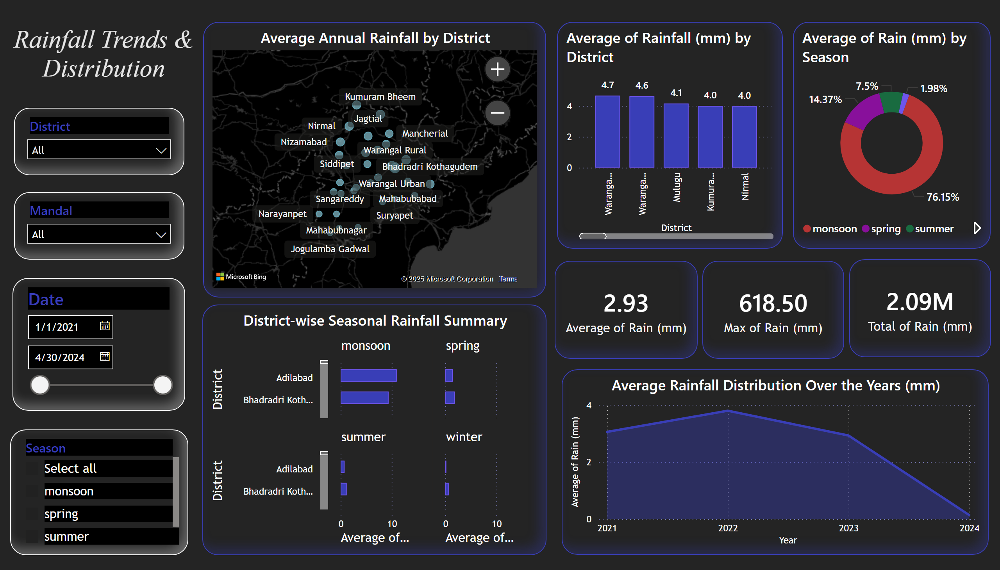 Rainfall Trends &
Distribution
District
All
Mandal
All
Date
1/1/2021
4/30/2024
Season
Select all
monsoon
spring
summer
Average Annual Rainfall by District
Kumuram Bheem
Jagtial
Nirmal
Mancherial
Nizamabad
Warangal Rural
Siddipet
Bhadradri Kothagudem
Warangal Urban
Sangareddy
Mahabubabad
Narayanpet
Suryapet
Mahabubnagar
Jogulamba Gadwal
Microsoft Bing
© 2025 Microsoft Corporation Terms
Average of Rainfall (mm) by
District
4.7
4.6
4.1
4.0
4.0
4
2
0
Waranga...
Waranga...
Mulugu
Kumura...
Nirmal
District
Average of Rain (mm) by
Season
7.5%
1.98%
14.37%
76.15%
monsoon
spring
summer
2.93
Average of Rain (mm)
618.50
Max of Rain (mm)
2.09M
Total of Rain (mm)
District-wise Seasonal Rainfall Summary
monsoon
spring
District
Adilabad
Bhadradri Koth...
summer
winter
District
Adilabad
Bhadradri Koth...
0
10
0
10
Average of...
Average of...
Average Rainfall Distribution Over the Years (mm)
Average of Rain (mm)
4
2
0
2021
2022
2023
2024
Year